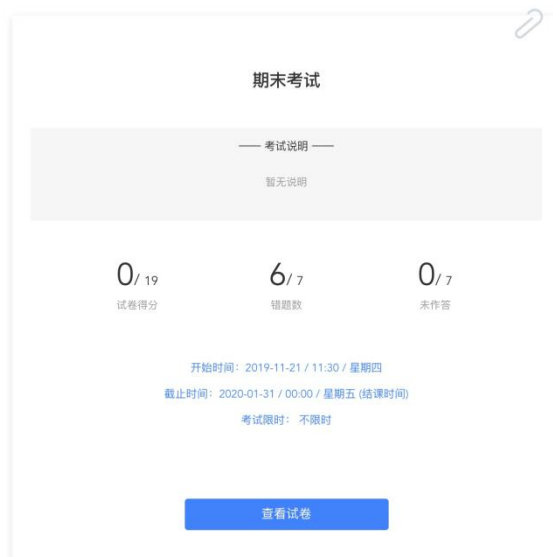 期末考试
—— 考试说明 ——
暂无说明
0/ 19 6/ 7 0/ 7
试卷得分 错题数 未作答
开始时间：2019-11-21 / 11:30 / 星期四
截止时间：2020-01-31 / 00:00 / 星期五 (结课时间)
考试限时： 不限时
查看试卷